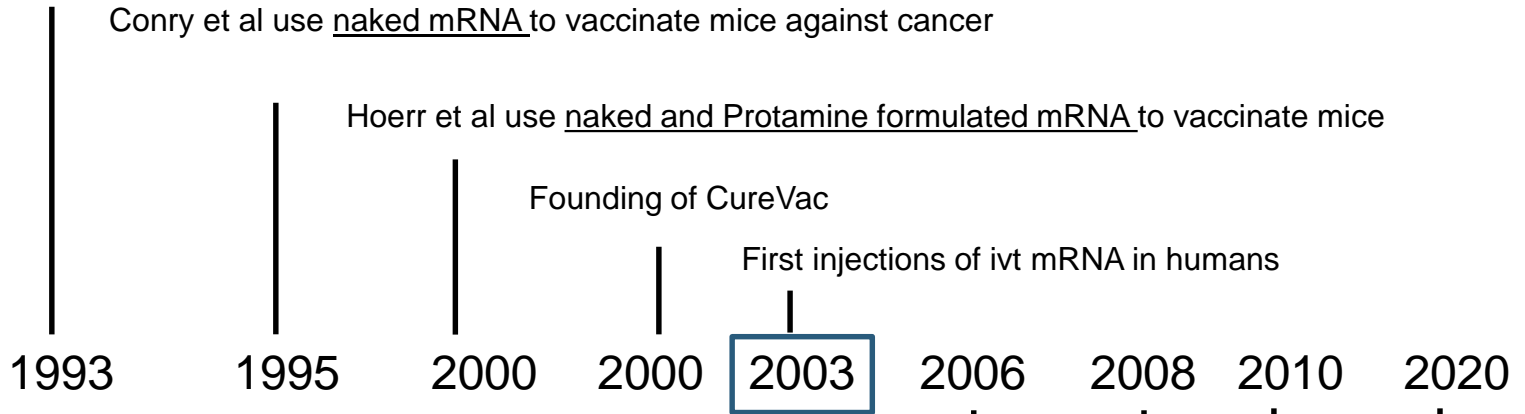 Conry et al use naked mRNA to vaccinate mice against cancer
Hoerr et al use naked and Protamine formulated mRNA to vaccinate mice
Founding of CureVac
First injections of ivt mRNA in humans
1993 1995 2000 2000 2003 2006 2008 2010 2020